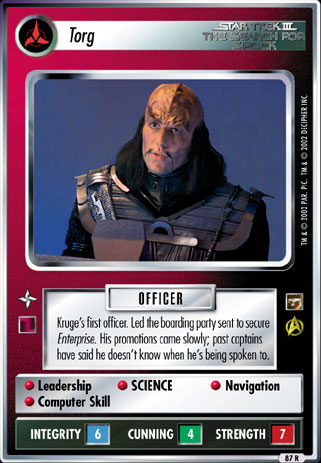 Torg
STAR TREK III
THE SEARCH FOR
SPOCK
TM & © 2002 PAR. PIC. TM & © 2002 DECIPHER INC.
OFFICER
Kruge's first officer. Led the boarding party sent to secure
Enterprise. His promotions came slowly; past captains
have said he doesn't know when he's being spoken to.
Leadership SCIENCE Navigation
Computer Skill
INTEGRITY 6 CUNNING 4 STRENGTH 7
87 R